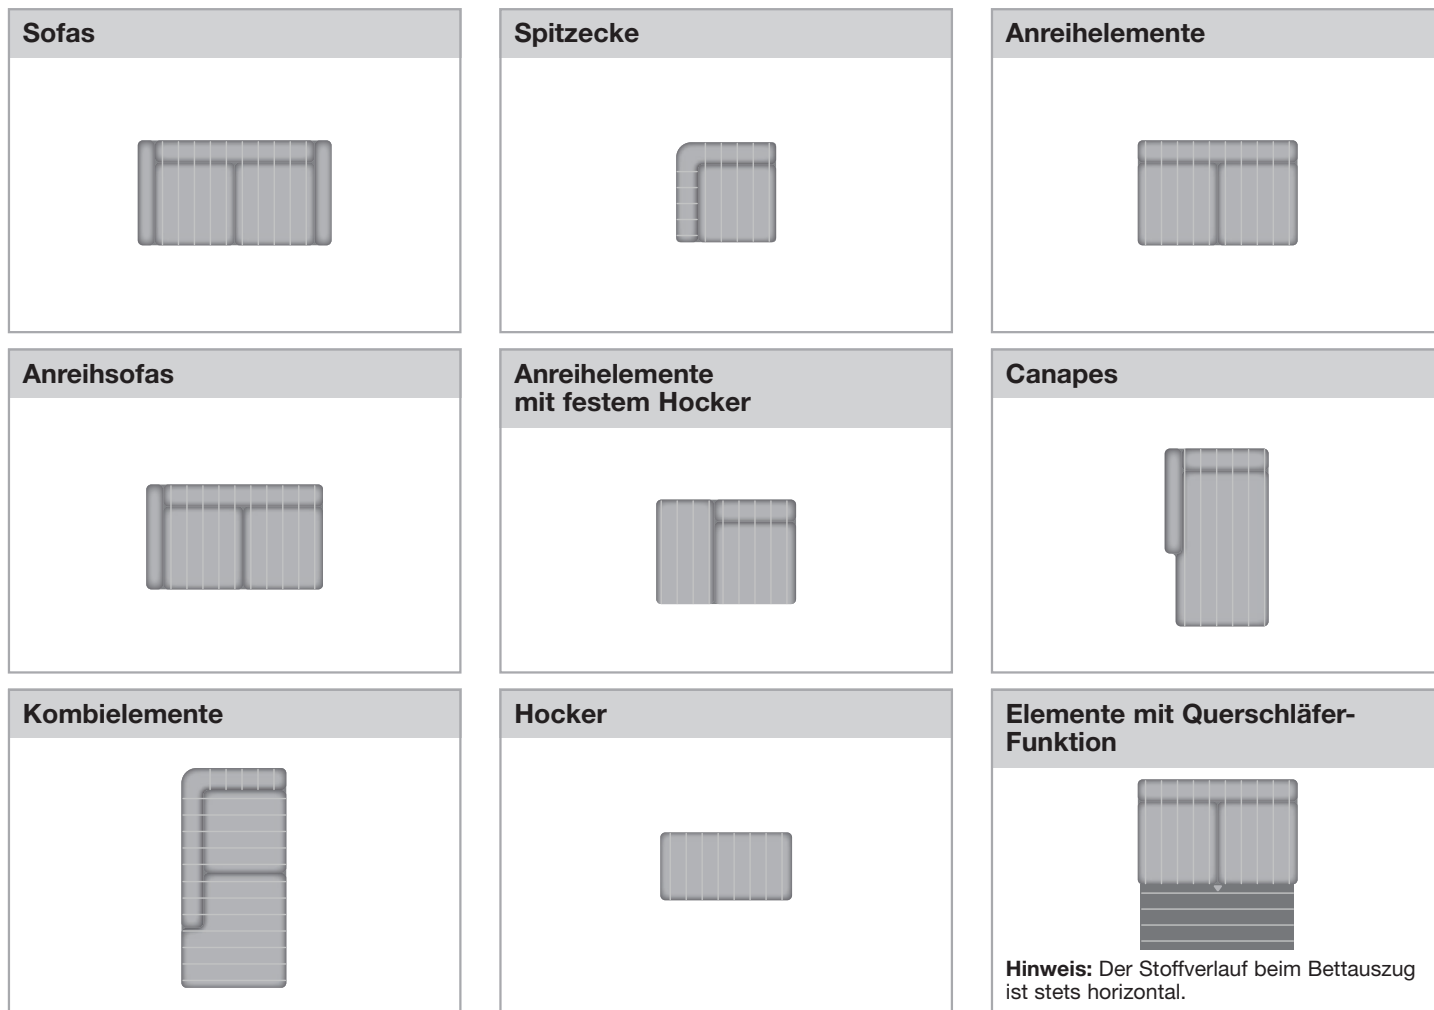 Sofas
Spitzecke
Anreihelemente
Anreihsofas
Anreihelemente
mit festem Hocker
Canapes
Kombielemente
Hocker
Elemente mit Querschläfer-
Funktion
Hinweis: Der Stoffverlauf beim Bettauszug
ist stets horizontal.